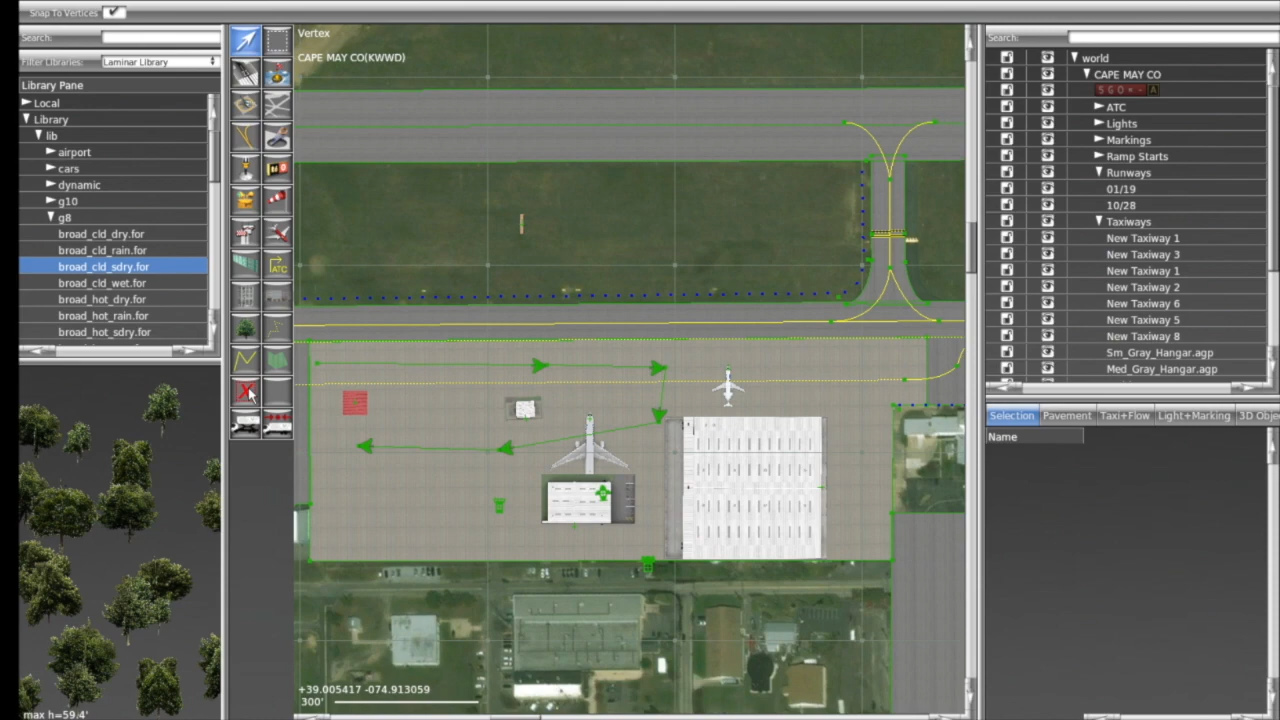 Snap To Vertices
Search:
Filter Libraries: Laminar Library
Library Pane
Local
Library
lib
airport
cars
dynamic
g10
g8
broad_cld_dry.for
broad_cld_rain.for
broad_cld_sdry.for
broad_cld_wet.for
broad_hot_dry.for
broad_hot_rain.for
broad_hot_sdry.for
max h=59.4'
ATC
Vertex
CAPE MAY CO(KWWD)
+39.005417 -074.913059
300'
Search:
world
CAPE MAY CO
ATC
Lights
Markings
Ramp Starts
Runways
01/19
10/28
Taxiways
New Taxiway 1
New Taxiway 3
New Taxiway 1
New Taxiway 2
New Taxiway 6
New Taxiway 5
New Taxiway 8
Sm_Gray_Hangar.agp
Med_Gray_Hangar.agp
Selection Pavement Taxi+Flow Light+Marking 3D Obje
Name